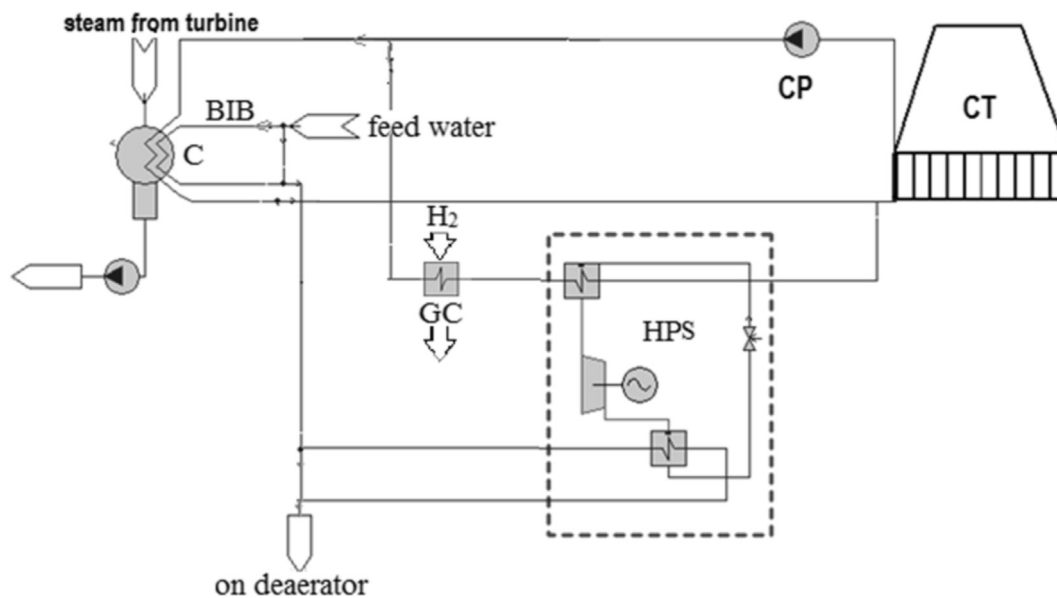 steam from turbine
CP
CT
BIB
feed water
C
H₂
GC
HPS
on deaerator